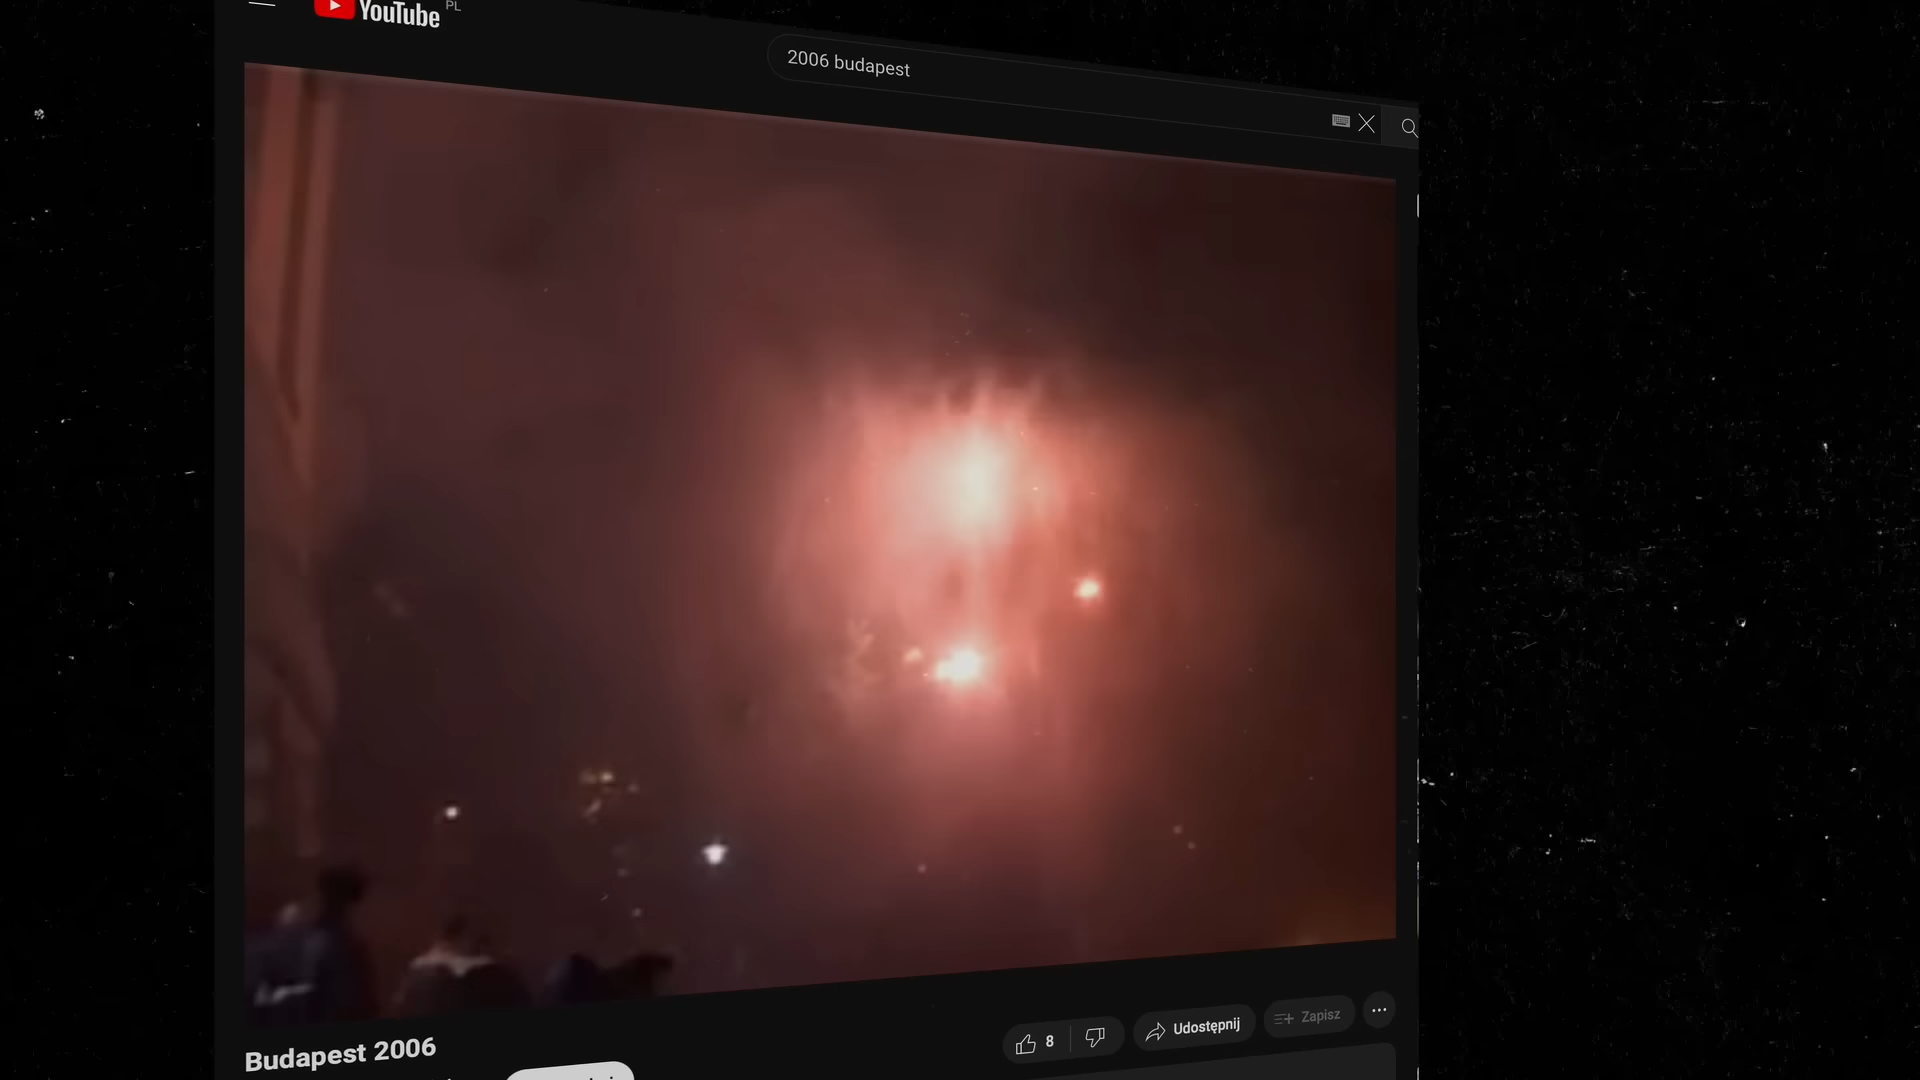 YouTube PL
2006 budapest
Budapest 2006
8
Udostępnij
Zapisz